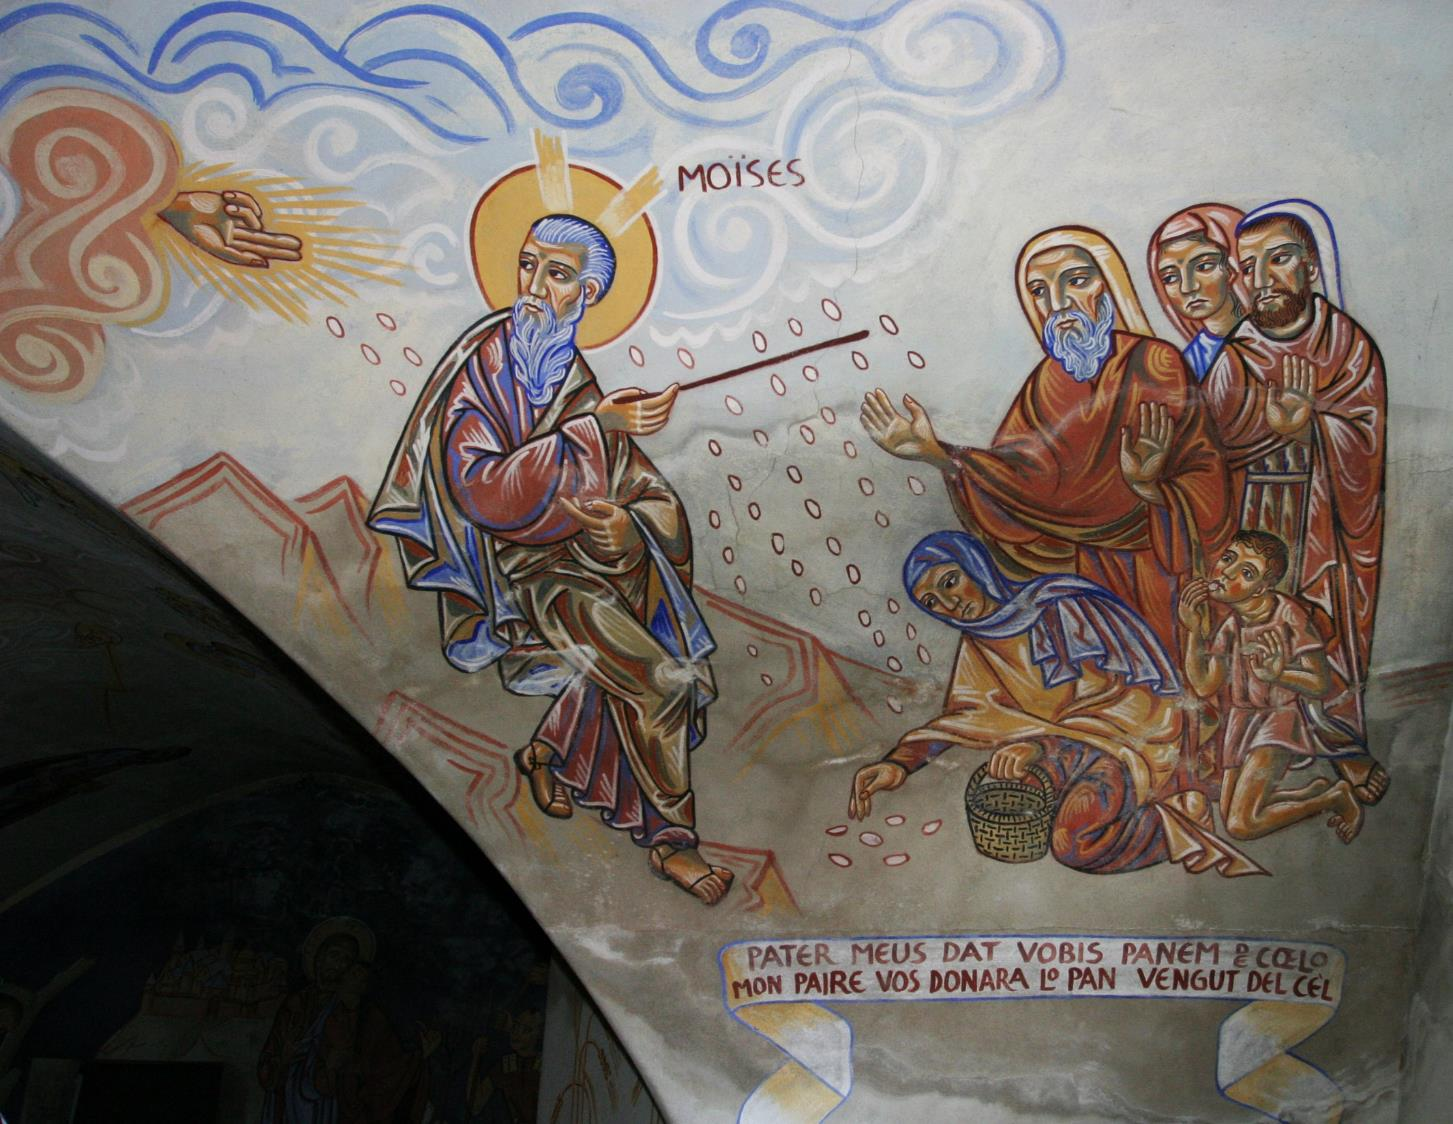 MOÏSES
PATER MEUS DAT VOBIS PANEM DE CŒLO
MON PAIRE VOS DONARA LO PAN VENGUT DEL CÈL